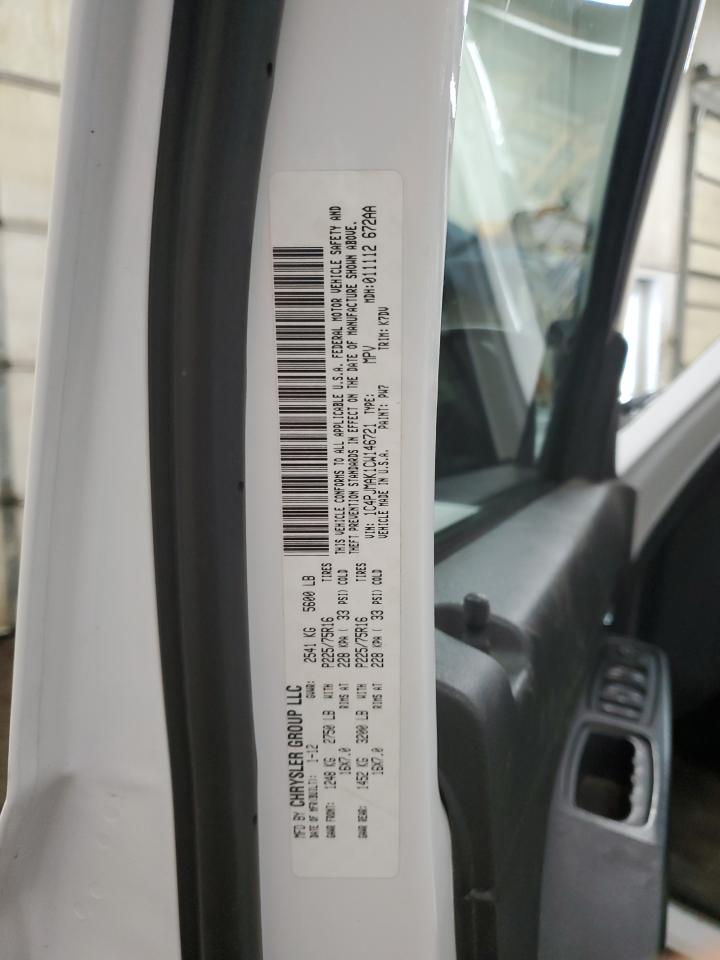 MFD BY CHRYSLER GROUP LLC
DATE OF MFR(BUILT): 1-12 GVWR: 2541 KG 5600 LB
GAWR FRONT: 1248 KG 2750 LB WITH P225/75R16 TIRES
16X7.0 RIMS AT 228 KPA ( 33 PSI) COLD
GAWR REAR: 1452 KG 3200 LB WITH P225/75R16 TIRES
16X7.0 RIMS AT 228 KPA ( 33 PSI) COLD
THIS VEHICLE CONFORMS TO ALL APPLICABLE U.S.A. FEDERAL MOTOR VEHICLE SAFETY AND
THEFT PREVENTION STANDARDS IN EFFECT ON THE DATE OF MANUFACTURE SHOWN ABOVE.
VIN: 1C4PJMAK1CW146721 TYPE: MPV MDH:011112 672AA
VEHICLE MADE IN U.S.A. PAINT: PW7 TRIM: K7DV